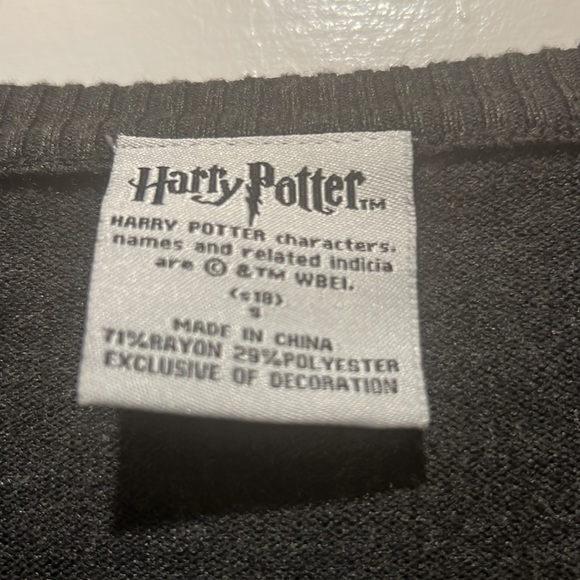 Harry Potter™
HARRY POTTER characters,
names and related indicia
are © &™ WBEI.
(s18)
S
MADE IN CHINA
71%RAYON 29%POLYESTER
EXCLUSIVE OF DECORATION